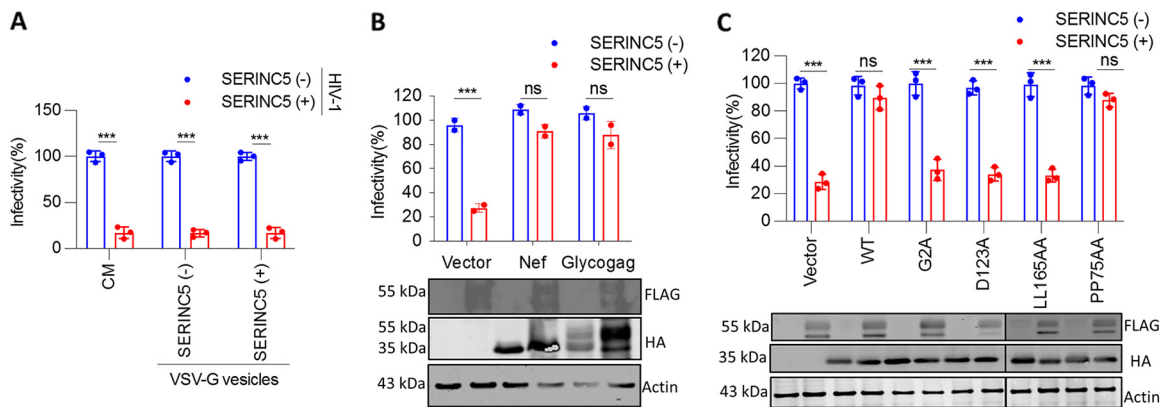 A
SERINC5 (-)
SERINC5 (+)
HIV-1
Infectivity(%)
150
100
50
0
***
***
***
CM
SERINC5 (-)
SERINC5 (+)
VSV-G vesicles
B
SERINC5 (-)
SERINC5 (+)
Infectivity(%)
120
100
80
60
40
20
0
***
ns
ns
Vector
Nef
Glycogag
55 kDa
FLAG
55 kDa
35 kDa
HA
43 kDa
Actin
C
SERINC5 (-)
SERINC5 (+)
Infectivity(%)
120
100
80
60
40
20
0
***
ns
***
***
***
ns
Vector
WT
G2A
D123A
LL165AA
PP75AA
55 kDa
FLAG
35 kDa
HA
43 kDa
Actin